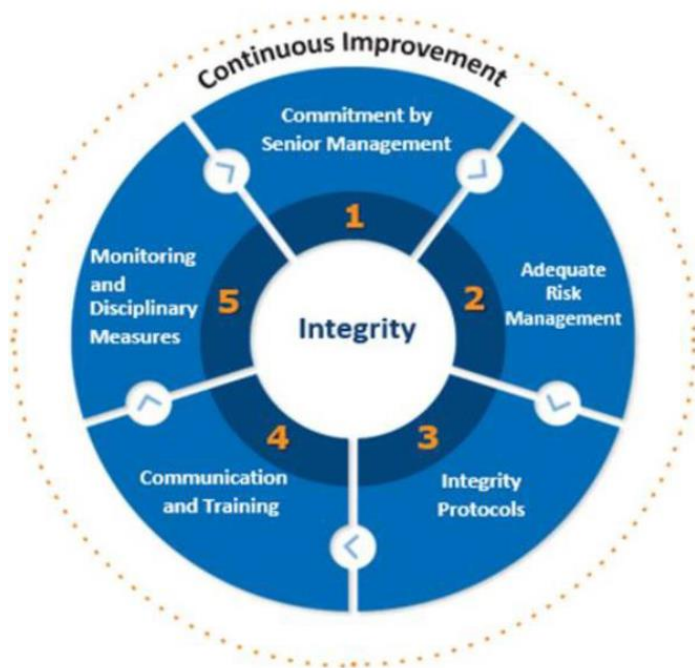 Continuous Improvement
Commitment by
Senior Management
1
Adequate
Risk
Management
2
Integrity
Protocols
3
Communication
and Training
4
Monitoring
and
Disciplinary
Measures
5
Integrity